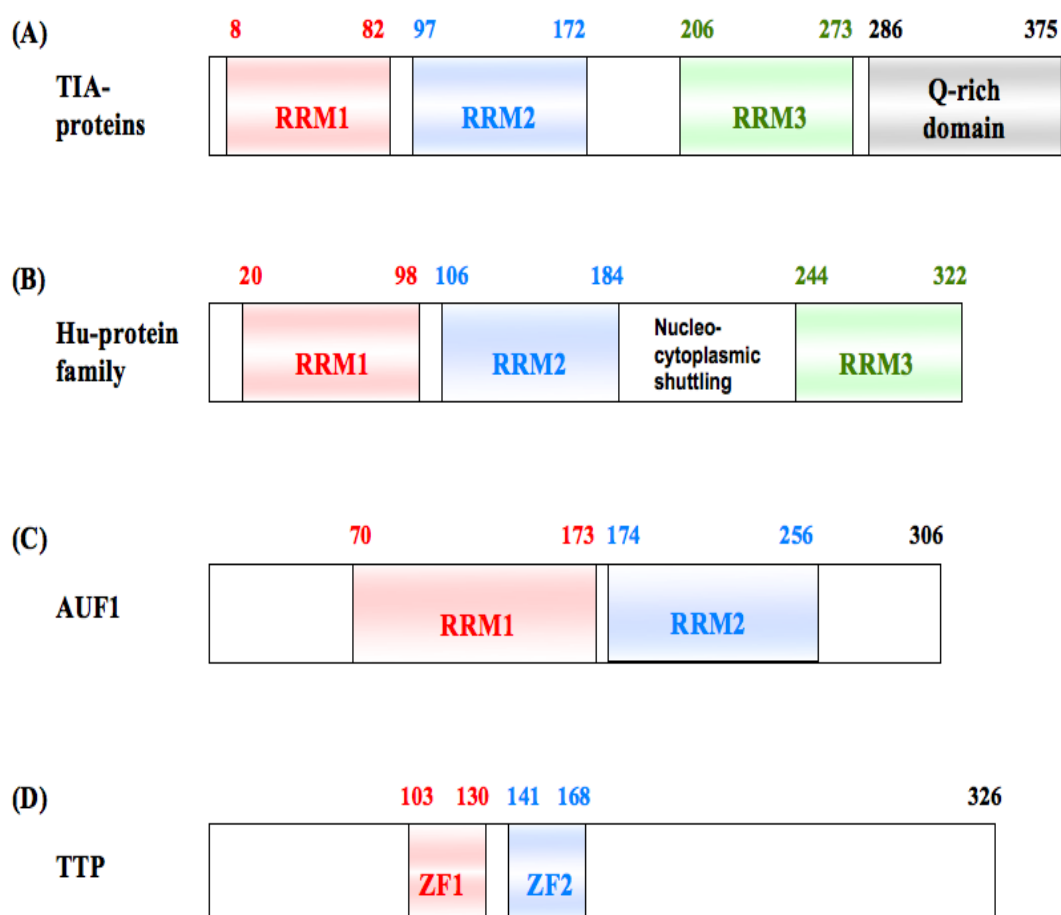 (A)
8 82 97 172 206 273 286 375
TIA-
proteins
RRM1 RRM2 RRM3 Q-rich
domain
(B)
20 98 106 184 244 322
Hu-protein
family
RRM1 RRM2 Nucleo-
cytoplasmic
shuttling
RRM3
(C)
70 173 174 256 306
AUF1
RRM1 RRM2
(D)
103 130 141 168 326
TTP
ZF1 ZF2